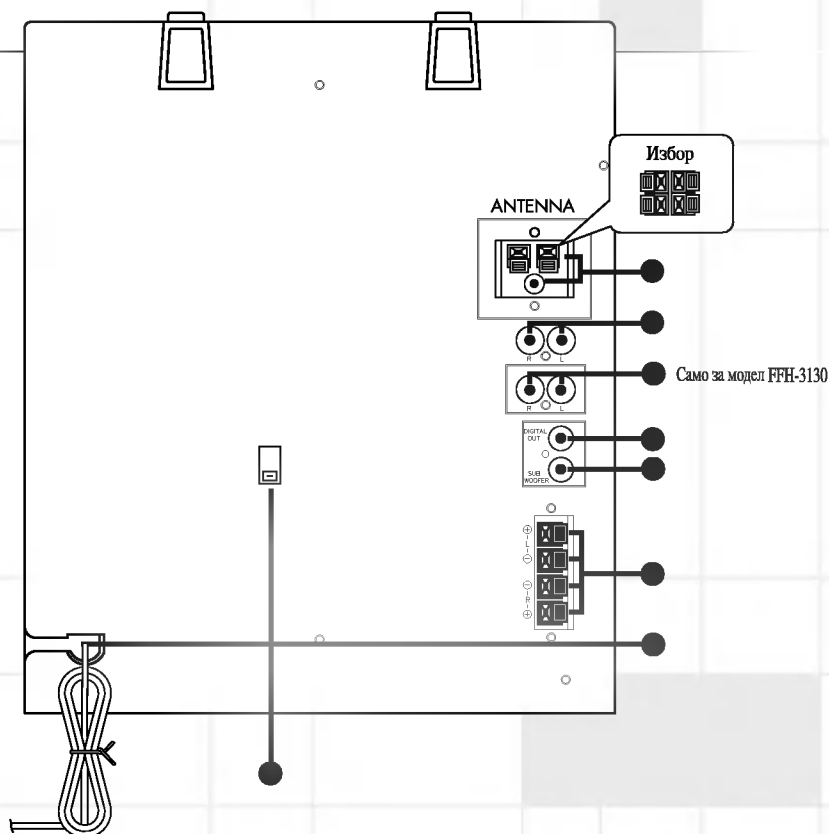 Избор
ANTENNA
R L
Само за модел FFH-3130
R L
DIGITAL
OUT
SUB
WOOFER
⊕-L-⊖
⊖-R-⊕